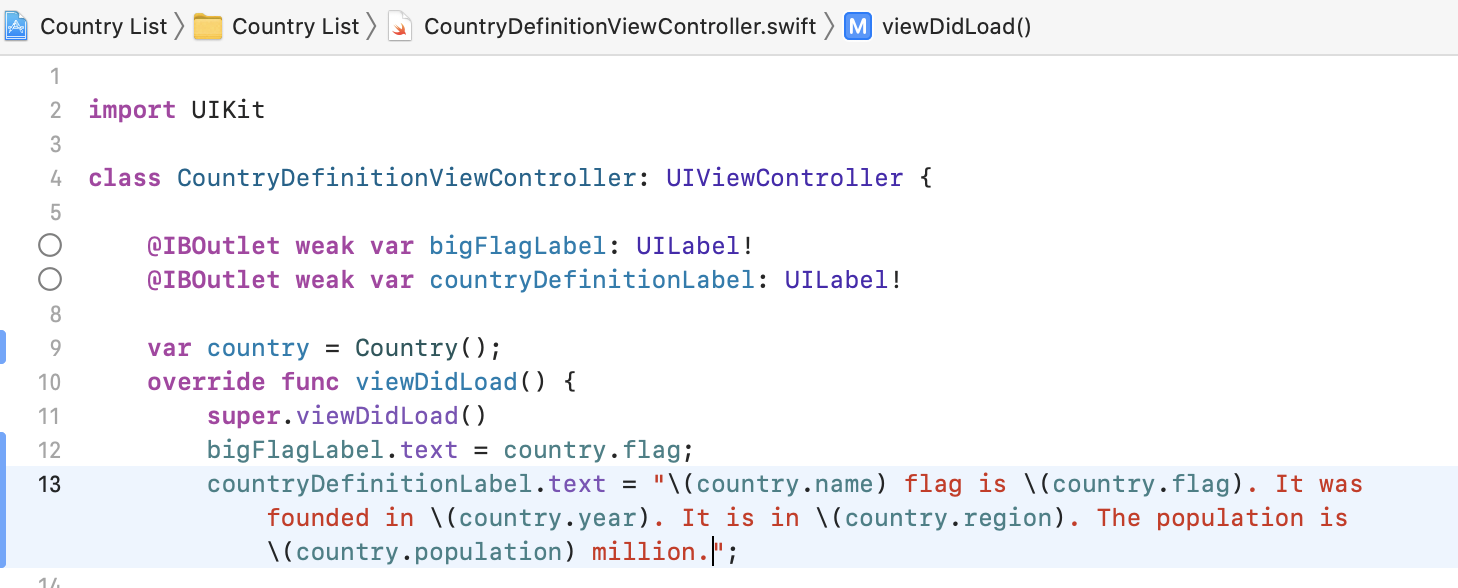 Country List Country List CountryDefinitionViewController.swift M viewDidLoad()
1
2 import UIKit
3
4 class CountryDefinitionViewController: UIViewController {
5
@IBOutlet weak var bigFlagLabel: UILabel!
@IBOutlet weak var countryDefinitionLabel: UILabel!
8
9 var country = Country();
10 override func viewDidLoad() {
11 super.viewDidLoad()
12 bigFlagLabel.text = country.flag;
13 countryDefinitionLabel.text = "\(country.name) flag is \(country.flag). It was
founded in \(country.year). It is in \(country.region). The population is
\(country.population) million.";
14